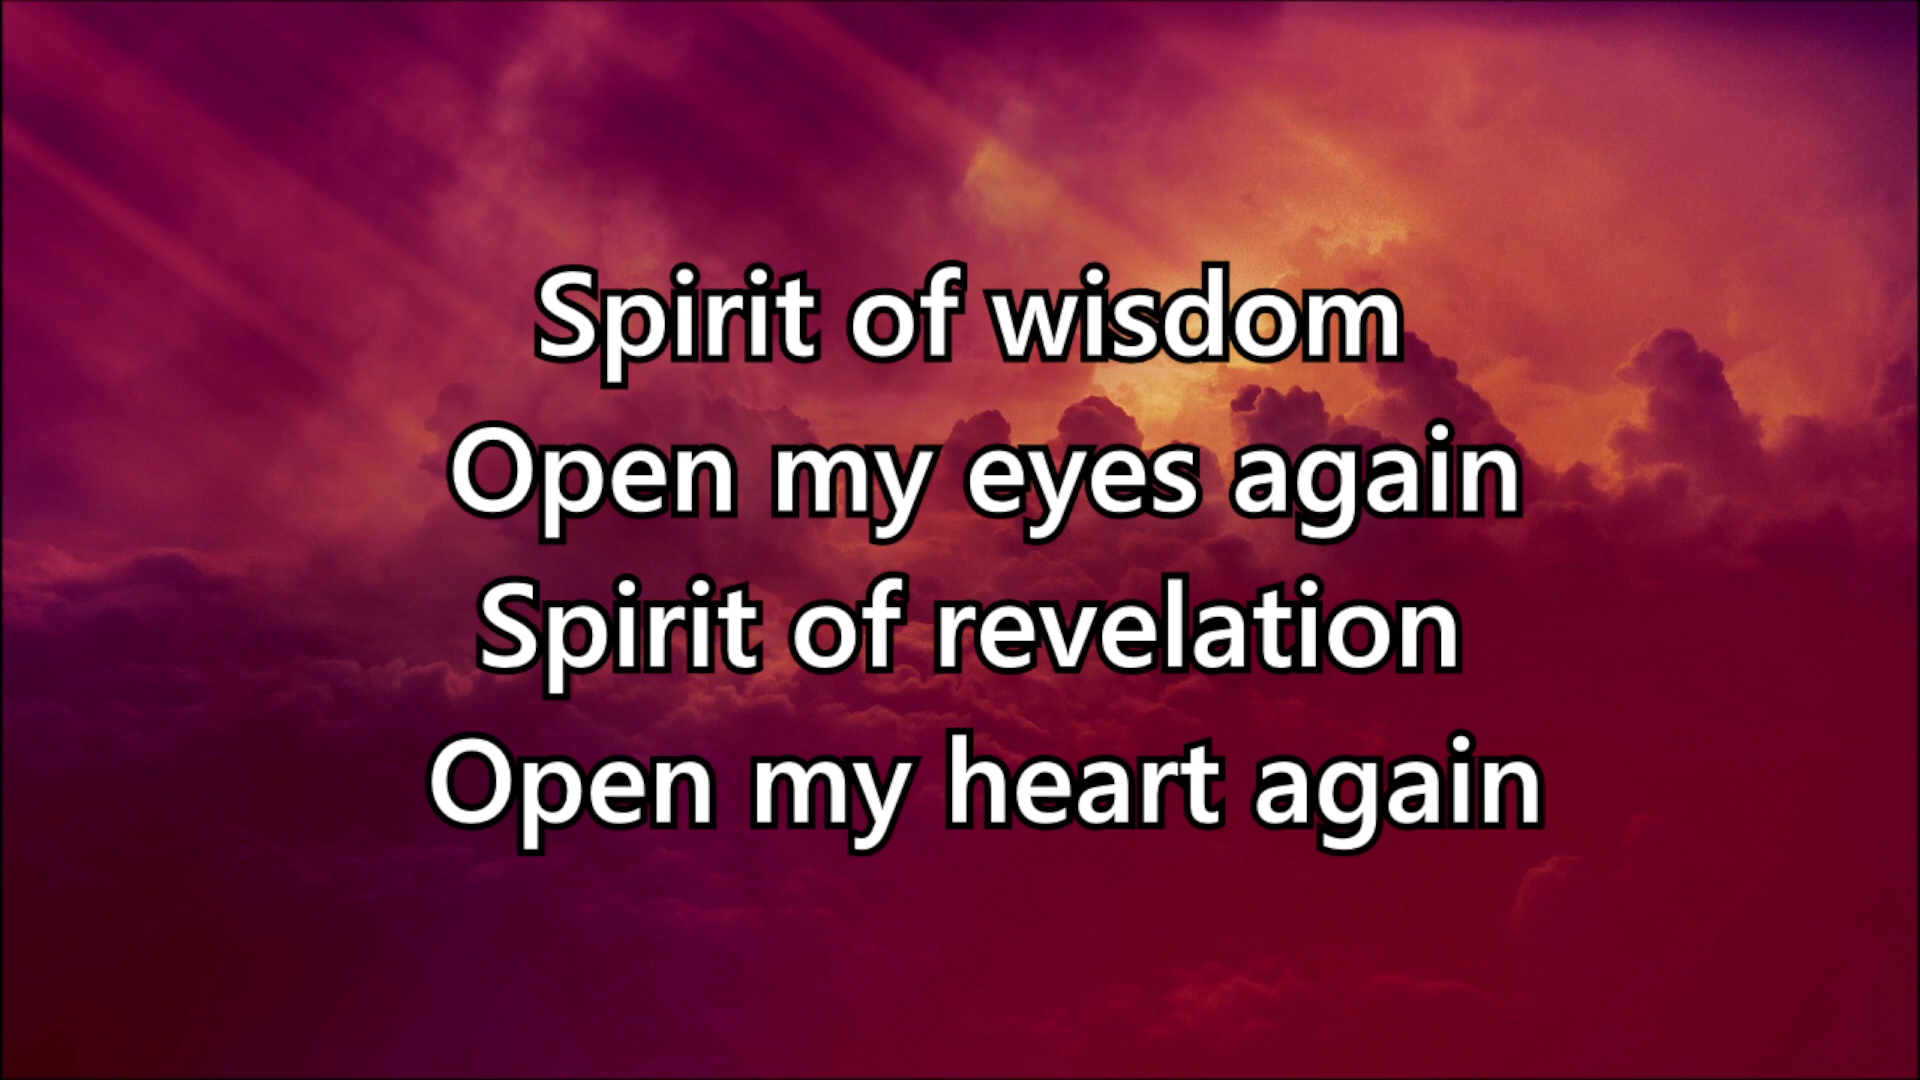 Spirit of wisdom
Open my eyes again
Spirit of revelation
Open my heart again